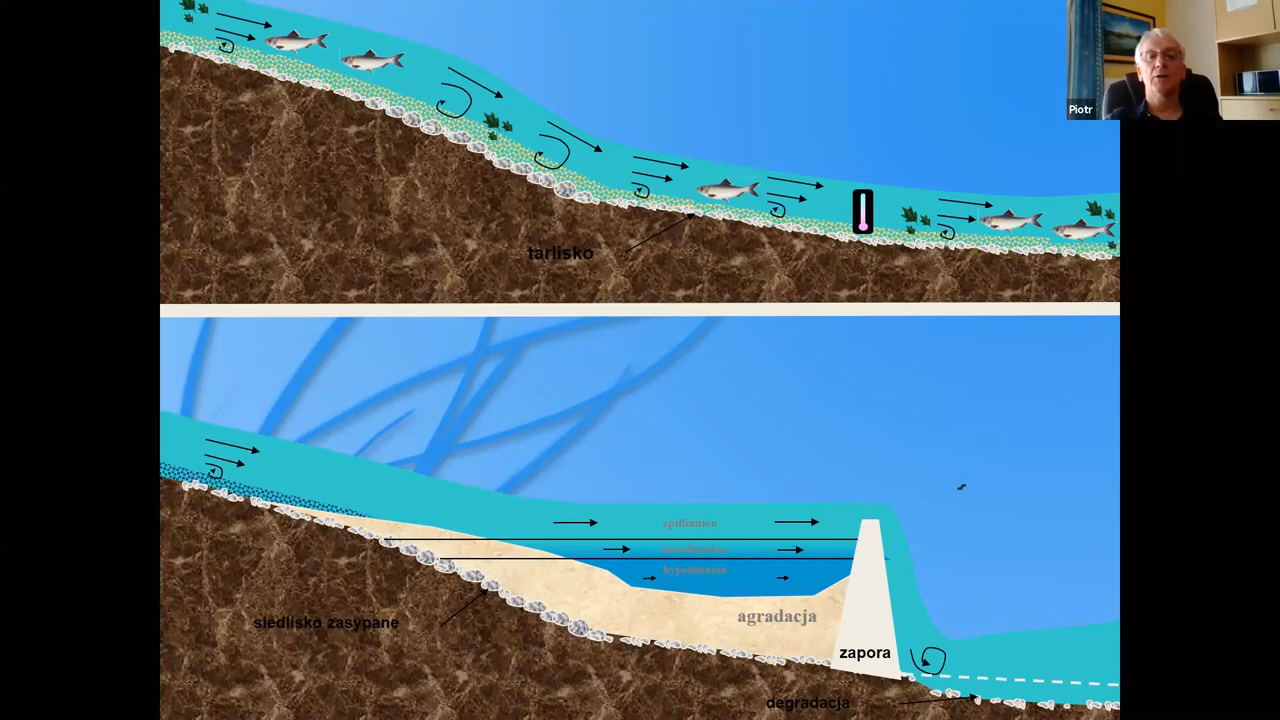 Piotr
tarlisko
epilimnion
hypolimnion
agradacja
siedlisko zasypane
zapora
degradacja